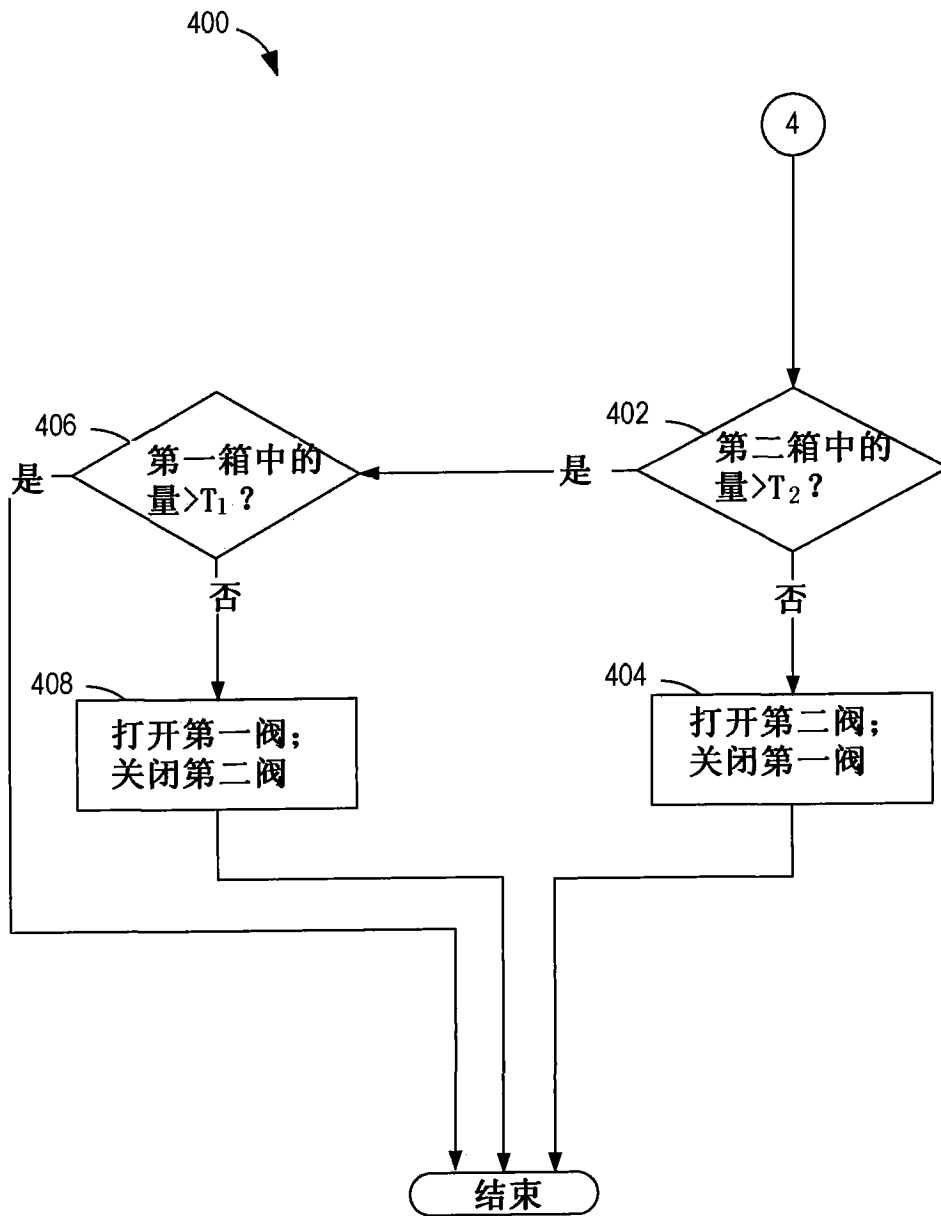 400
4
402
第二箱中的
量>T₂？
是
否
406
第一箱中的
量>T₁？
是
否
404
打开第二阀；
关闭第一阀
408
打开第一阀；
关闭第二阀
结束